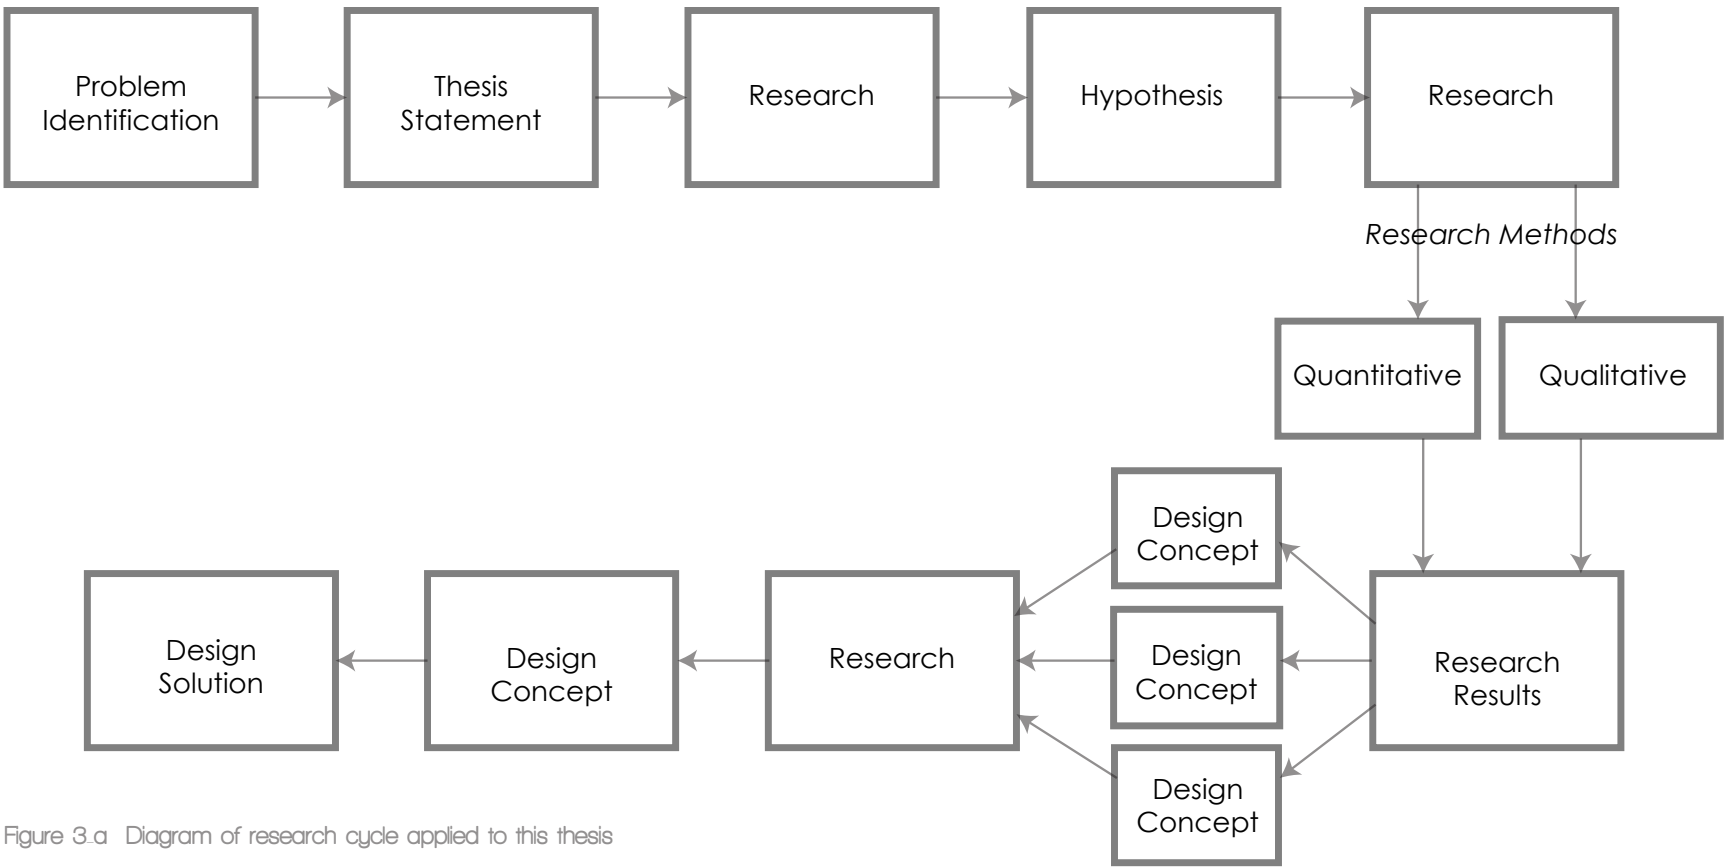 Problem
Identification
Thesis
Statement
Research
Hypothesis
Research
Research Methods
Quantitative
Qualitative
Research
Results
Design
Concept
Design
Concept
Design
Concept
Research
Design
Concept
Design
Solution
Figure 3.a Diagram of research cycle applied to this thesis